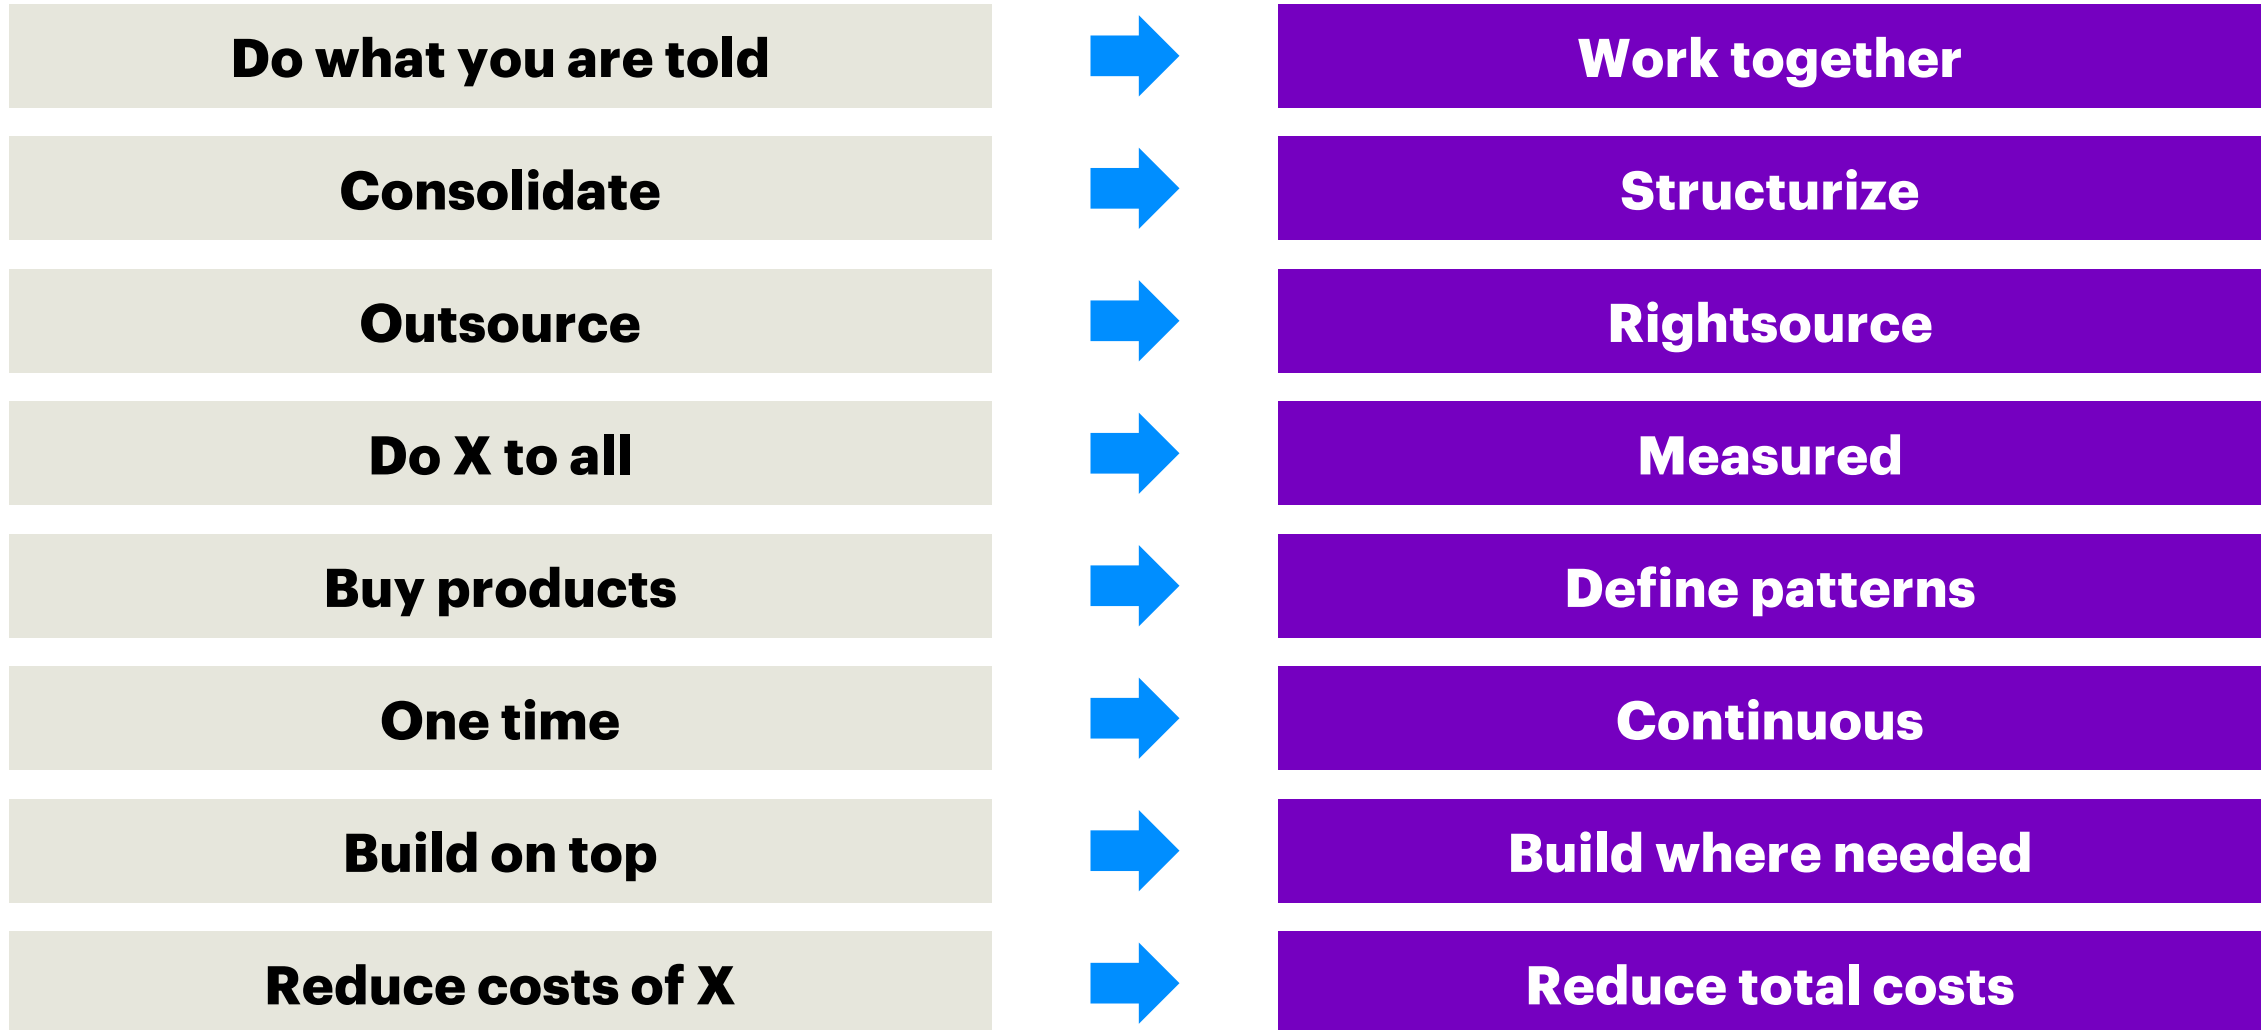 Do what you are told
Work together
Consolidate
Structurize
Outsource
Rightsource
Do X to all
Measured
Buy products
Define patterns
One time
Continuous
Build on top
Build where needed
Reduce costs of X
Reduce total costs